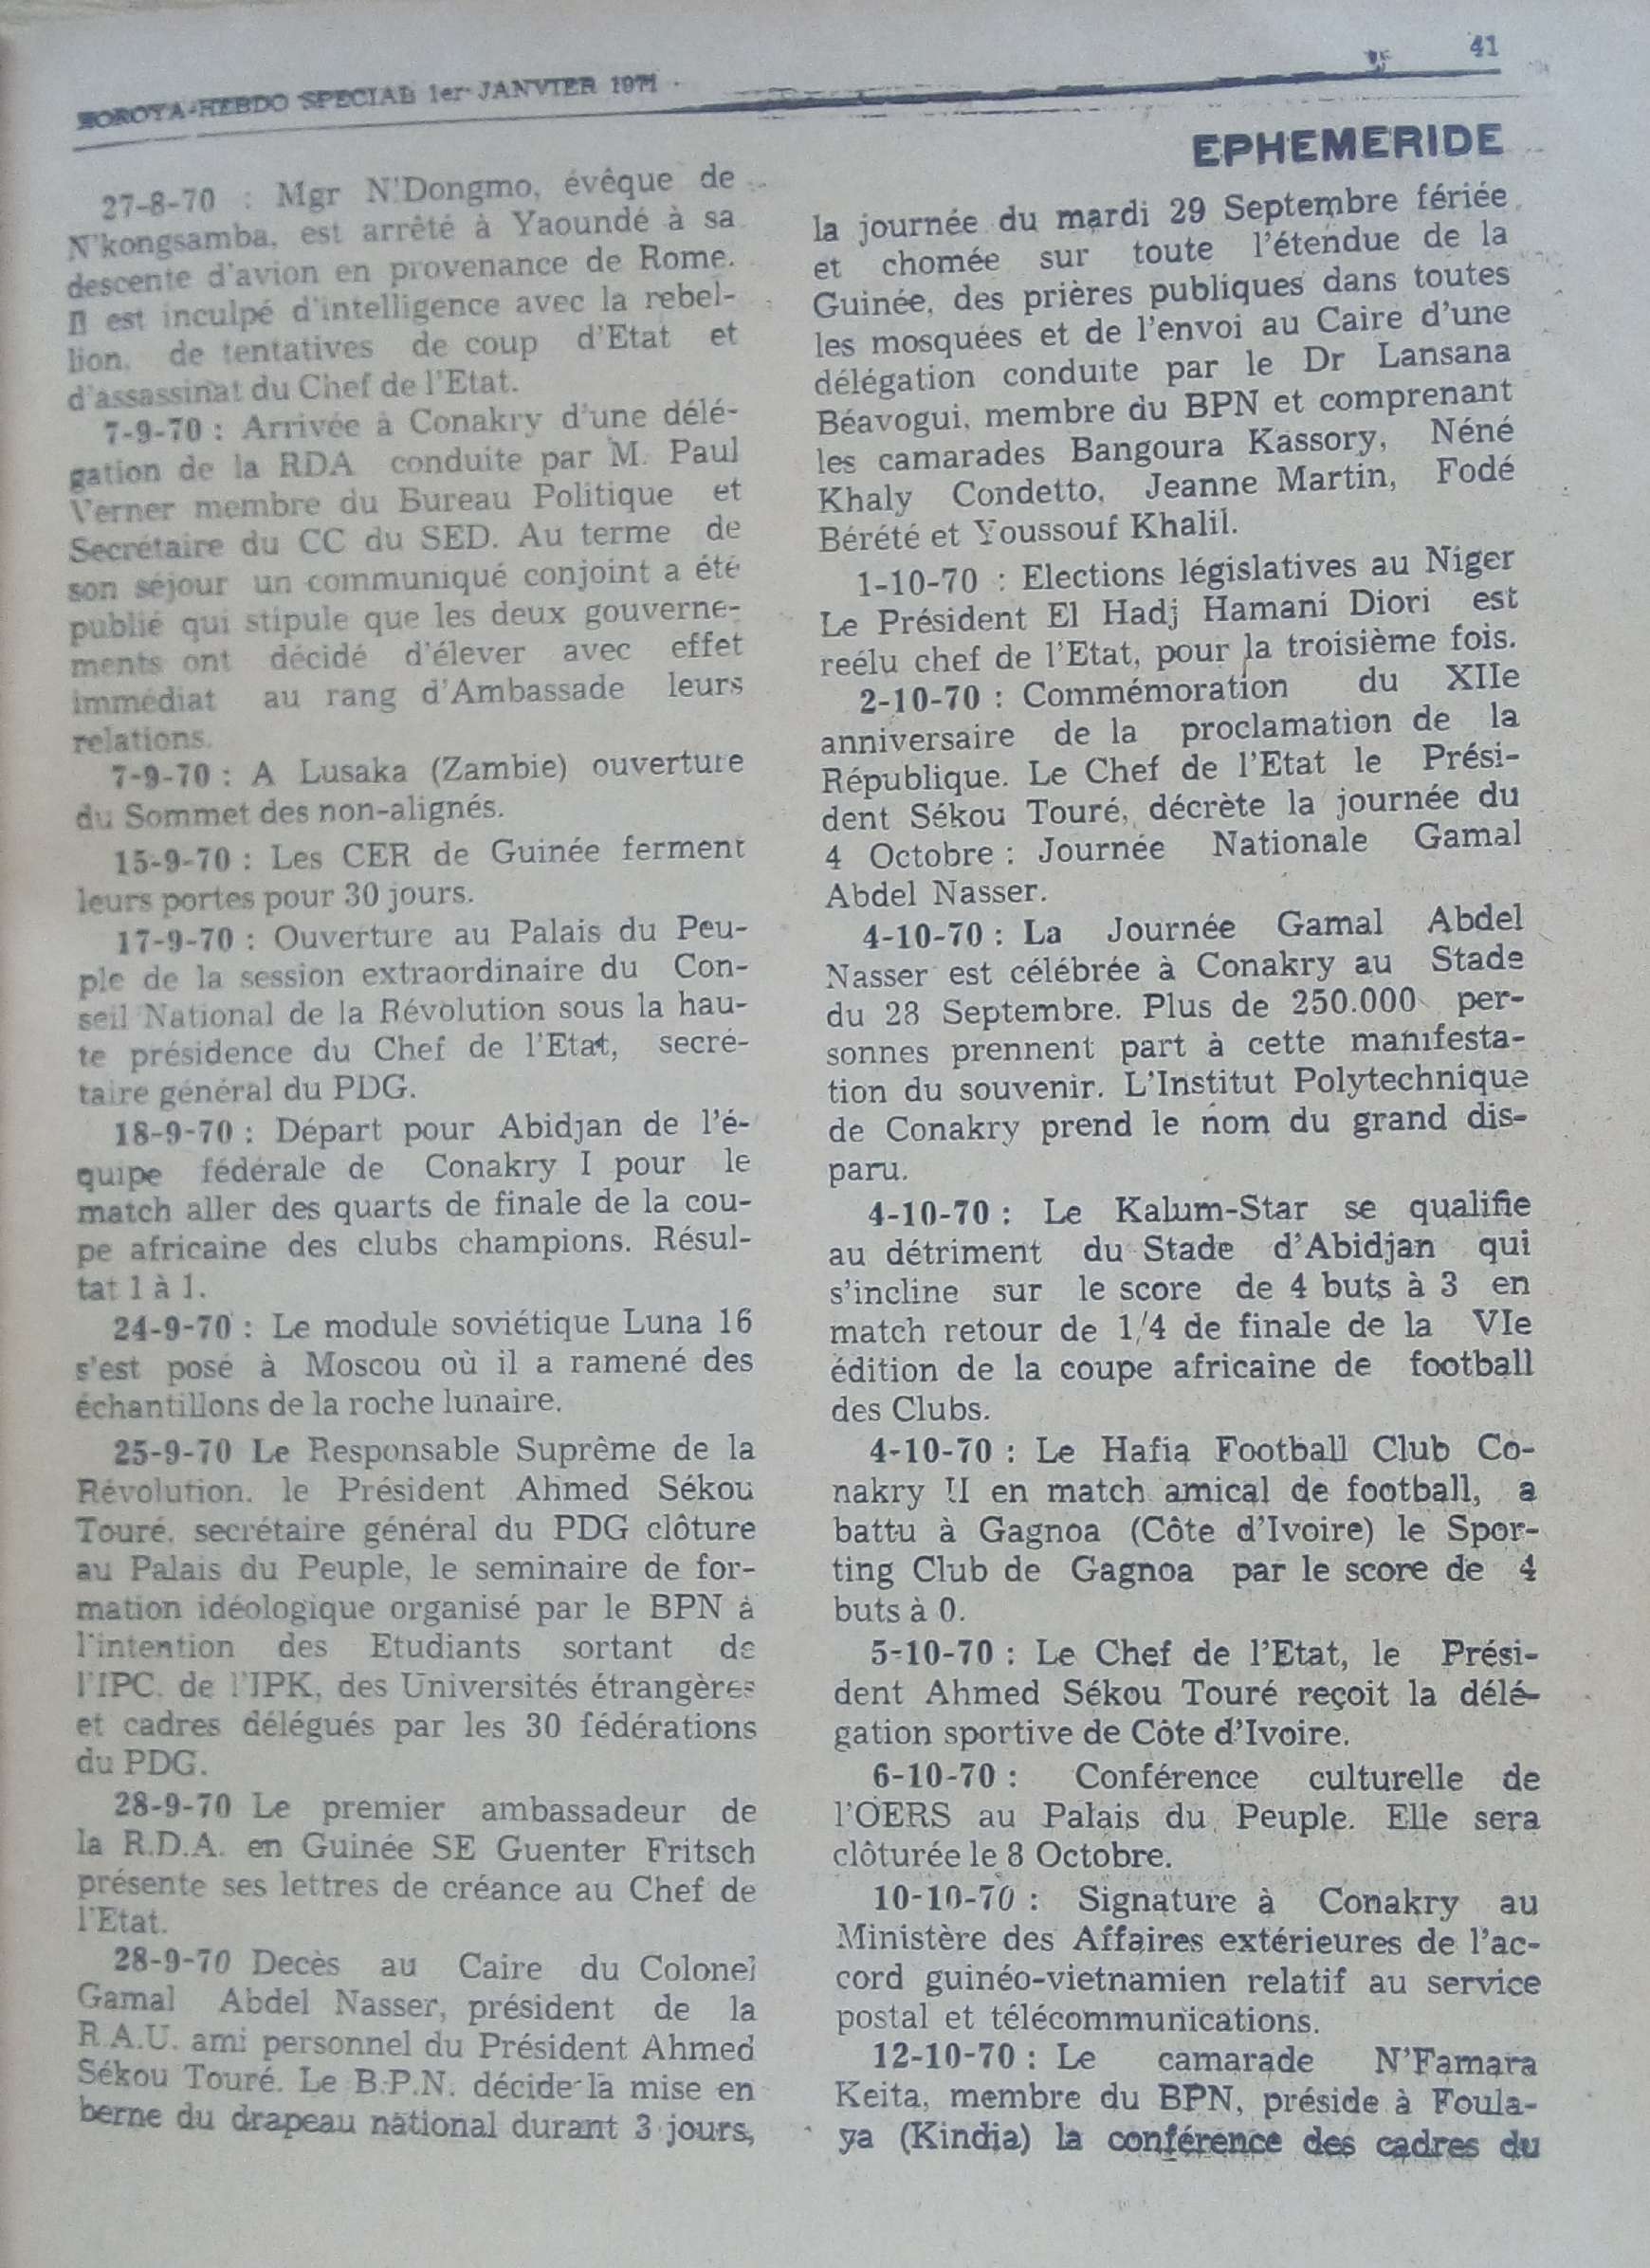 HOROYA-HEBDO SPECIAL 1er JANVIER 1971
41
EPHEMERIDE
27-8-70 : Mgr N'Dongmo, évêque de
N'kongsamba, est arrêté à Yaoundé à sa
descente d'avion en provenance de Rome.
Il est inculpé d'intelligence avec la rebel-
lion, de tentatives de coup d'Etat et
d'assassinat du Chef de l'Etat.
7-9-70 : Arrivée à Conakry d'une délé-
gation de la RDA conduite par M. Paul
Verner membre du Bureau Politique et
Secrétaire du CC du SED. Au terme de
son séjour un communiqué conjoint a été
publié qui stipule que les deux gouverne-
ments ont décidé d'élever avec effet
immédiat au rang d'Ambassade leurs
relations.
7-9-70 : A Lusaka (Zambie) ouverture
du Sommet des non-alignés.
15-9-70 : Les CER de Guinée ferment
leurs portes pour 30 jours.
17-9-70 : Ouverture au Palais du Peu-
ple de la session extraordinaire du Con-
seil National de la Révolution sous la hau-
te présidence du Chef de l'Etat, secré-
taire général du PDG.
18-9-70 : Départ pour Abidjan de l'é-
quipe fédérale de Conakry I pour le
match aller des quarts de finale de la cou-
pe africaine des clubs champions. Résul-
tat 1 à 1.
24-9-70 : Le module soviétique Luna 16
s'est posé à Moscou où il a ramené des
échantillons de la roche lunaire.
25-9-70 Le Responsable Suprême de la
Révolution, le Président Ahmed Sékou
Touré, secrétaire général du PDG clôture
au Palais du Peuple, le seminaire de for-
mation idéologique organisé par le BPN à
l'intention des Etudiants sortant de
l'IPC, de l'IPK, des Universités étrangères
et cadres délégués par les 30 fédérations
du PDG.
28-9-70 Le premier ambassadeur de
la R.D.A. en Guinée SE Guenter Fritsch
présente ses lettres de créance au Chef de
l'Etat.
28-9-70 Decès au Caire du Colonel
Gamal Abdel Nasser, président de la
R.A.U. ami personnel du Président Ahmed
Sékou Touré. Le B.P.N. décide la mise en
berne du drapeau national durant 3 jours,
la journée du mardi 29 Septembre fériée
et chomée sur toute l'étendue de la
Guinée, des prières publiques dans toutes
les mosquées et de l'envoi au Caire d'une
délégation conduite par le Dr Lansana
Béavogui, membre du BPN et comprenant
les camarades Bangoura Kassory, Néné
Khaly Condetto, Jeanne Martin, Fodé
Bérété et Youssouf Khalil.
1-10-70 : Elections législatives au Niger
Le Président El Hadj Hamani Diori est
reélu chef de l'Etat, pour la troisième fois.
2-10-70 : Commémoration du XIIe
anniversaire de la proclamation de la
République. Le Chef de l'Etat le Prési-
dent Sékou Touré, décrète la journée du
4 Octobre : Journée Nationale Gamal
Abdel Nasser.
4-10-70 : La Journée Gamal Abdel
Nasser est célébrée à Conakry au Stade
du 28 Septembre. Plus de 250.000 per-
sonnes prennent part à cette manifesta-
tion du souvenir. L'Institut Polytechnique
de Conakry prend le nom du grand dis-
paru.
4-10-70 : Le Kalum-Star se qualifie
au détriment du Stade d'Abidjan qui
s'incline sur le score de 4 buts à 3 en
match retour de 1/4 de finale de la VIe
édition de la coupe africaine de football
des Clubs.
4-10-70 : Le Hafia Football Club Co-
nakry II en match amical de football, a
battu à Gagnoa (Côte d'Ivoire) le Spor-
ting Club de Gagnoa par le score de 4
buts à 0.
5-10-70 : Le Chef de l'Etat, le Prési-
dent Ahmed Sékou Touré reçoit la délé-
gation sportive de Côte d'Ivoire.
6-10-70 : Conférence culturelle de
l'OERS au Palais du Peuple. Elle sera
clôturée le 8 Octobre.
10-10-70 : Signature à Conakry au
Ministère des Affaires extérieures de l'ac-
cord guinéo-vietnamien relatif au service
postal et télécommunications.
12-10-70 : Le camarade N'Famara
Keita, membre du BPN, préside à Foula-
ya (Kindia) la conférence des cadres du